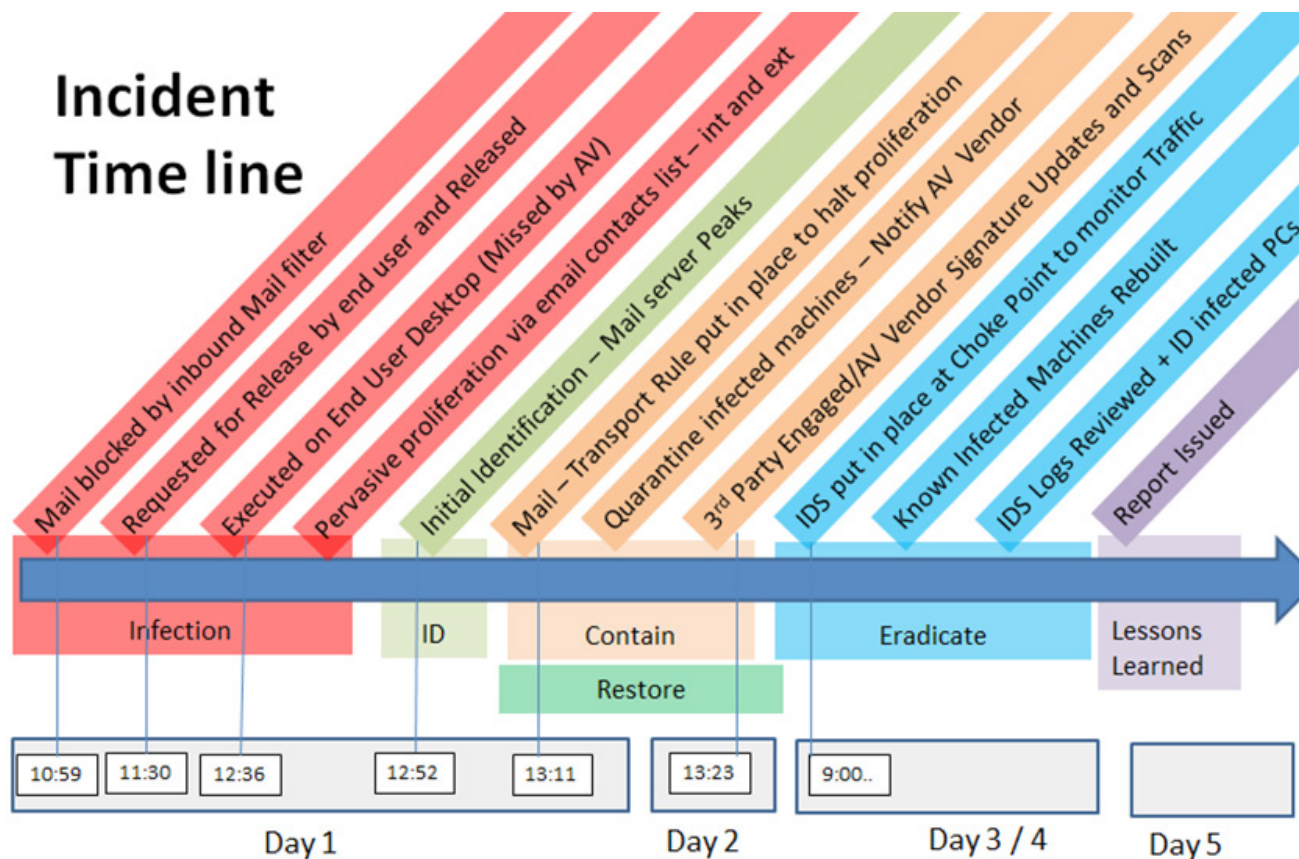 Incident
Time line
Mail blocked by inbound Mail filter
Requested for Release by end user and Released
Executed on End User Desktop (Missed by AV)
Pervasive proliferation via email contacts list – int and ext
Initial Identification – Mail server Peaks
Mail – Transport Rule put in place to halt proliferation
Quarantine infected machines – Notify AV Vendor
3rd Party Engaged/AV Vendor Signature Updates and Scans
IDS put in place at Choke Point to monitor Traffic
Known Infected Machines Rebuilt
IDS Logs Reviewed + ID infected PCs
Report Issued
Infection
ID
Contain
Eradicate
Lessons
Learned
Restore
10:59
11:30
12:36
12:52
13:11
13:23
9:00..
Day 1
Day 2
Day 3 / 4
Day 5